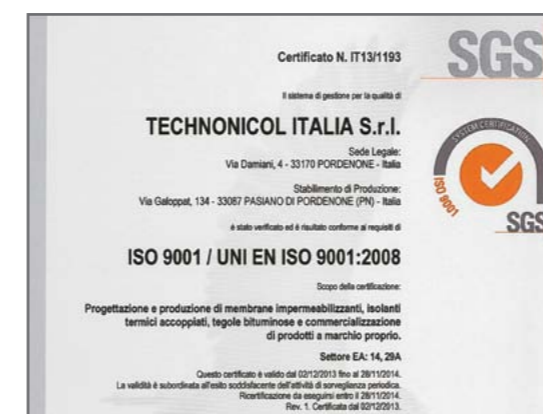 SGS
Certificato N. IT13/1193
Il sistema di gestione per la qualità di
TECHNONICOL ITALIA S.r.l.
Sede Legale:
Via Damiani, 4 - 33170 PORDENONE - Italia
Stabilimento di Produzione:
Via Galoppat, 134 - 33087 PASIANO DI PORDENONE (PN) - Italia
è stato verificato ed è risultato conforme ai requisiti di
ISO 9001 / UNI EN ISO 9001:2008
Scopo della certificazione:
Progettazione e produzione di membrane impermeabilizzanti, isolanti
termici accoppiati, tegole bituminose e commercializzazione
di prodotti a marchio proprio.
Settore EA: 14, 29A
Questo certificato è valido dal 02/12/2013 fino al 28/11/2014.
La validità è subordinata all'esito soddisfacente dell'attività di sorveglianza periodica.
Ricertificazione da eseguirsi entro il 28/11/2014.
Rev. 1. Certificata dal 02/12/2013.
SYSTEM CERTIFICATION
ISO 9001
SGS